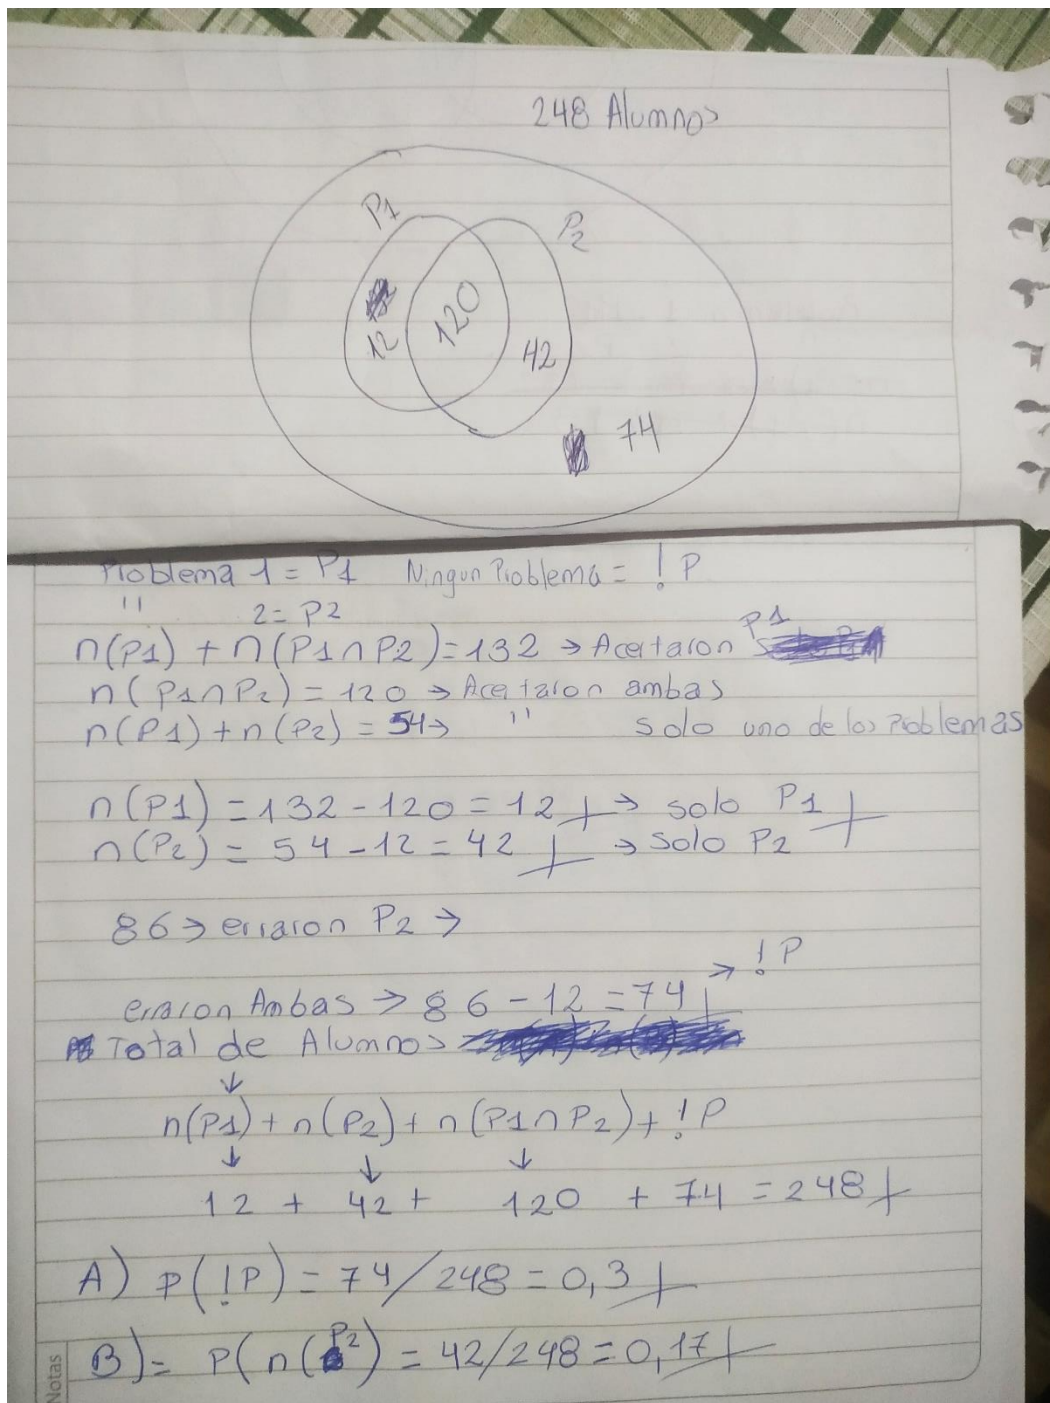 248 Alumnos
P1
P2
12
120
42
74
Problema 1 = P1 Ningun Problema = ! P
" 2 = P2
n(P1) + n(P1∩P2) = 132 → Acertaron P1
n(P1∩P2) = 120 → Acertaron ambas
n(P1) + n(P2) = 54 → " solo uno de los Problemas
n(P1) = 132 - 120 = 12 → solo P1
n(P2) = 54 - 12 = 42 → solo P2
86 → erraron P2 →
→ ! P
erraron Ambas → 86 - 12 = 74
Total de Alumnos
↓
n(P1) + n(P2) + n(P1∩P2) + ! P
↓ ↓ ↓
12 + 42 + 120 + 74 = 248
A) P(!P) = 74/248 = 0,3
B) = P(n(P2) = 42/248 = 0,17
Notas